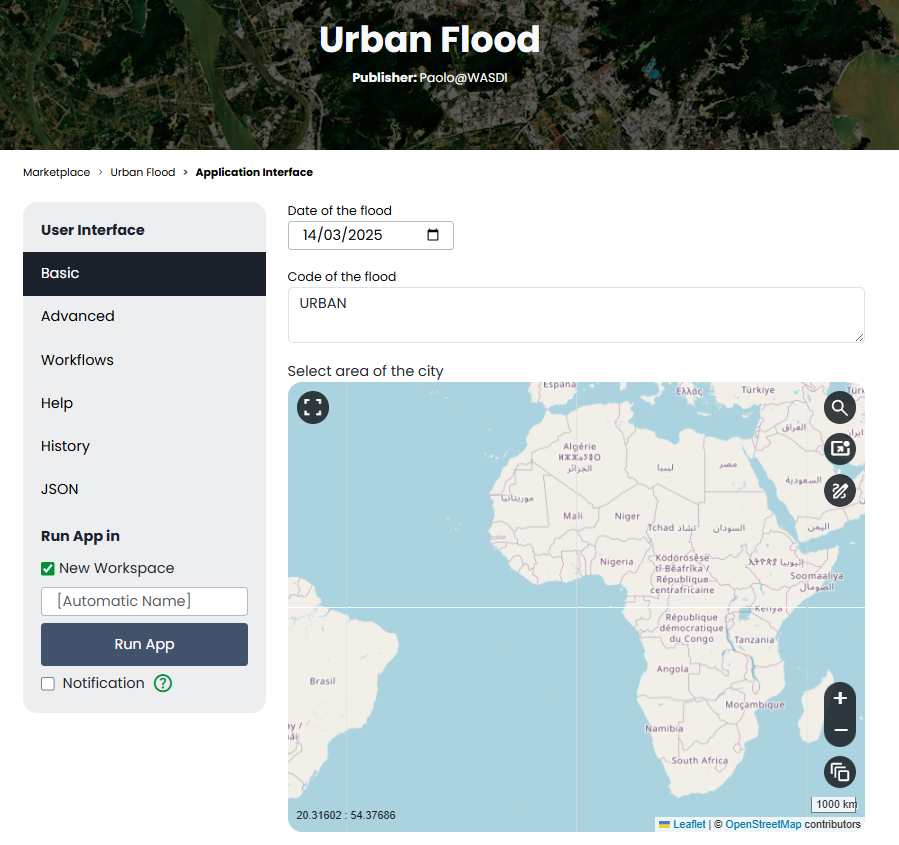 Urban Flood
Publisher: Paolo@WASDI
Marketplace > Urban Flood > Application Interface
User Interface
Basic
Advanced
Workflows
Help
History
JSON
Run App in
New Workspace
[Automatic Name]
Run App
Notification ?
Date of the flood
14/03/2025
Code of the flood
URBAN
Select area of the city
España
Ελλάς
Türkiye
Algérie
ⵍⵣⵣⴰⵢⴻⵔ
الجزائر
ليبيا
مصر
العراق
السعودية
موريتانيا
Mali
Niger
Tchad تشاد
السودان
اليمن
Nigeria
Ködörösêse
tî Bêafrîka /
République
centrafricaine
ኢትዮጵያ إثيوبيا
Soomaaliya
الصومال
Kenya
République
démocratique
du Congo
Tanzania
Angola
Brasil
Moçambique
Namibia
South Africa
+
−
1000 km
20.31602 : 54.37686
Leaflet | © OpenStreetMap contributors